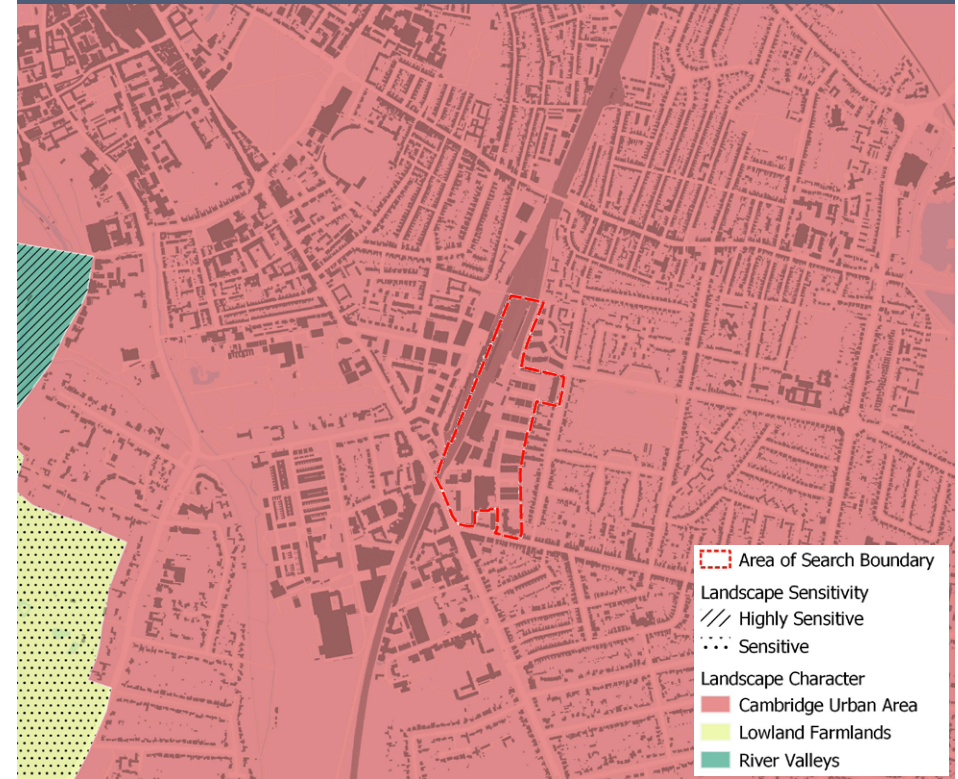 Area of Search Boundary
Landscape Sensitivity
Highly Sensitive
Sensitive
Landscape Character
Cambridge Urban Area
Lowland Farmlands
River Valleys